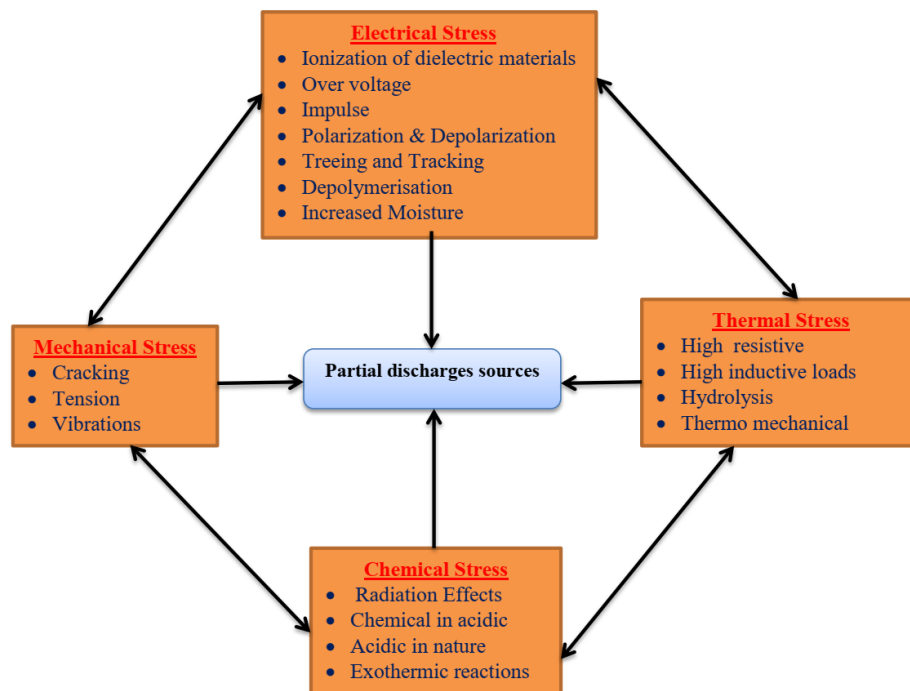 Electrical Stress
• Ionization of dielectric materials
• Over voltage
• Impulse
• Polarization & Depolarization
• Treeing and Tracking
• Depolymerisation
• Increased Moisture
Mechanical Stress
• Cracking
• Tension
• Vibrations
Partial discharges sources
Thermal Stress
• High resistive
• High inductive loads
• Hydrolysis
• Thermo mechanical
Chemical Stress
• Radiation Effects
• Chemical in acidic
• Acidic in nature
• Exothermic reactions